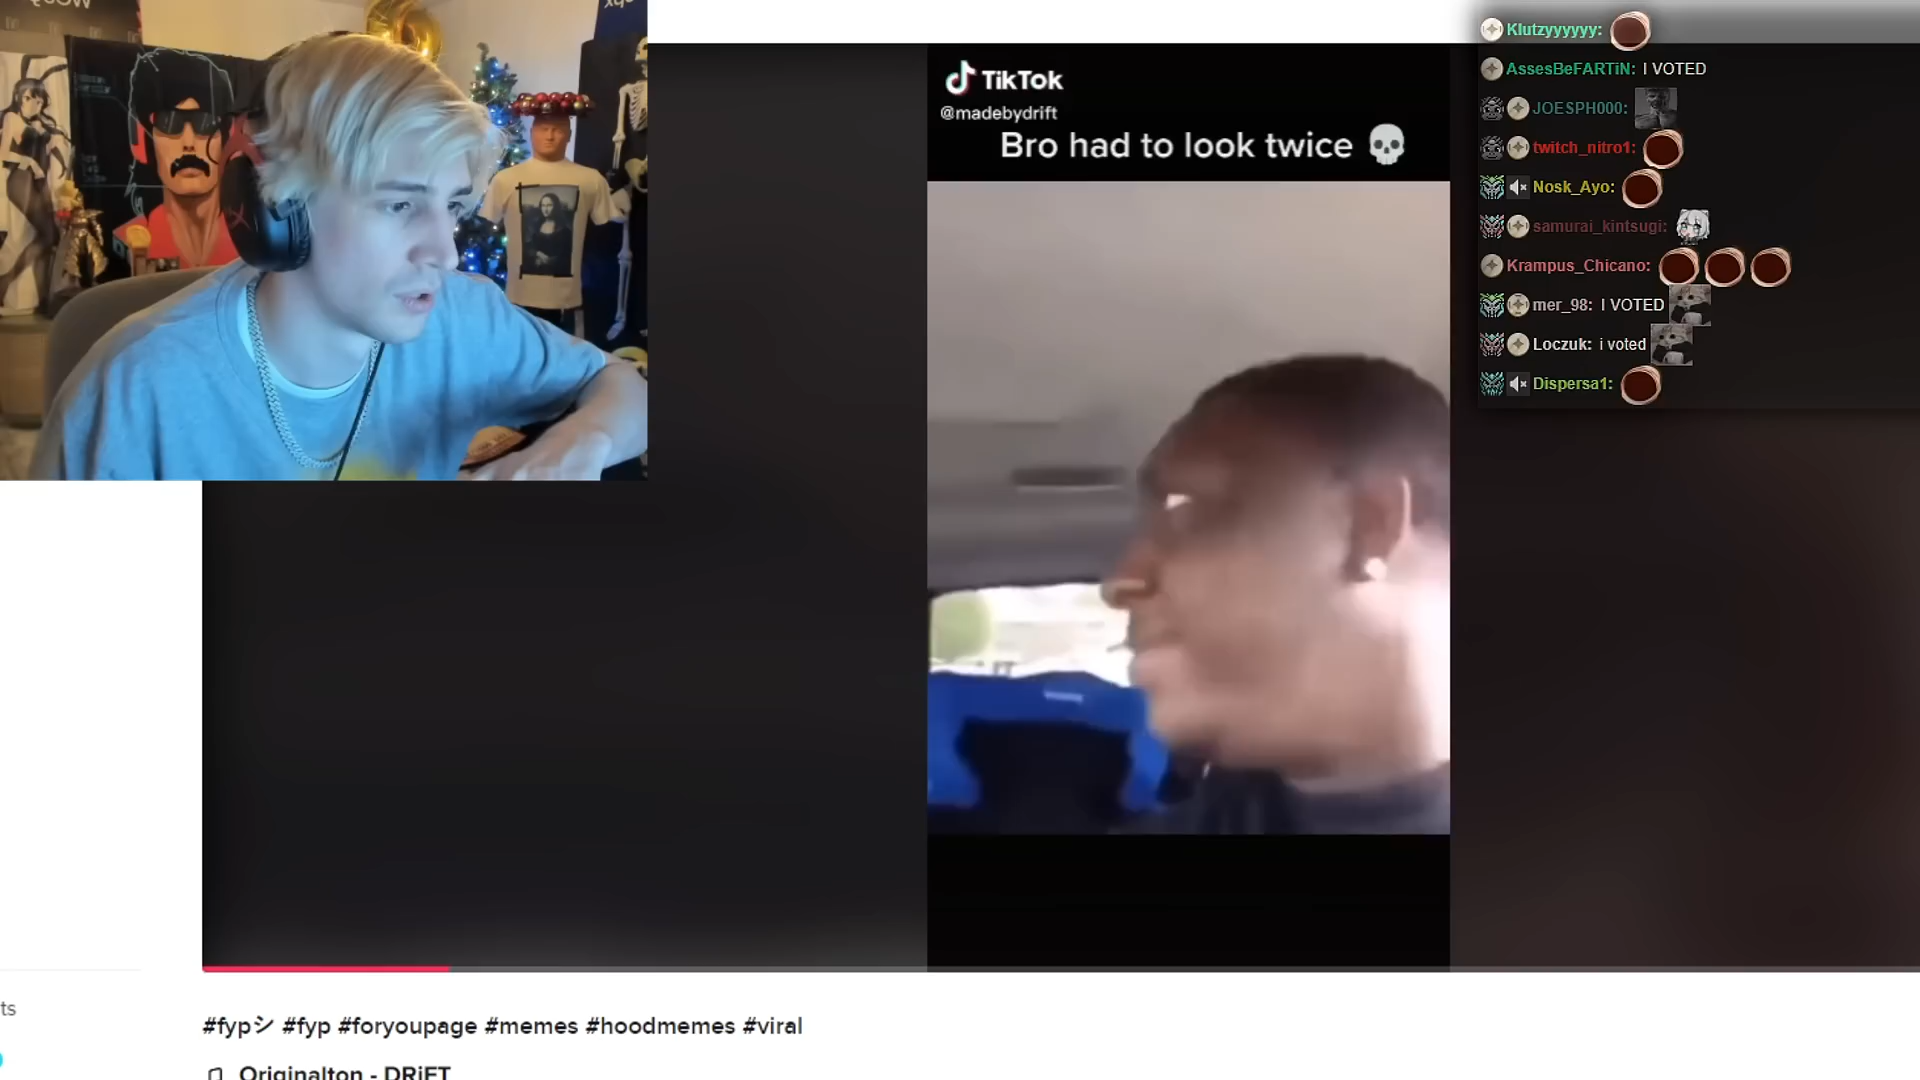 TikTok
@madebydrift
Bro had to look twice 💀
Klutzyyyyyy:
AssesBeFARTiN: I VOTED
JOESPH000:
twitch_nitro1:
Nosk_Ayo:
samurai_kintsugi:
Krampus_Chicano:
mer_98: I VOTED
Loczuk: i voted
Dispersa1:
ts
#fypシ #fyp #foryoupage #memes #hoodmemes #viral
Originalton - DRiFT